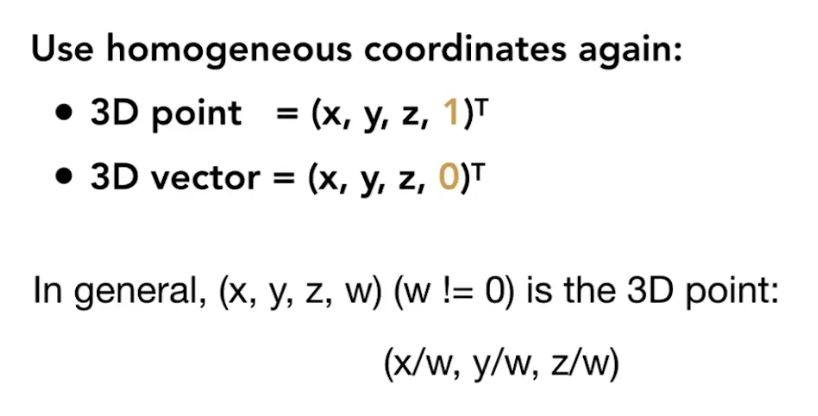 Use homogeneous coordinates again:
• 3D point = (x, y, z, 1)ᵀ
• 3D vector = (x, y, z, 0)ᵀ
In general, (x, y, z, w) (w != 0) is the 3D point:
(x/w, y/w, z/w)